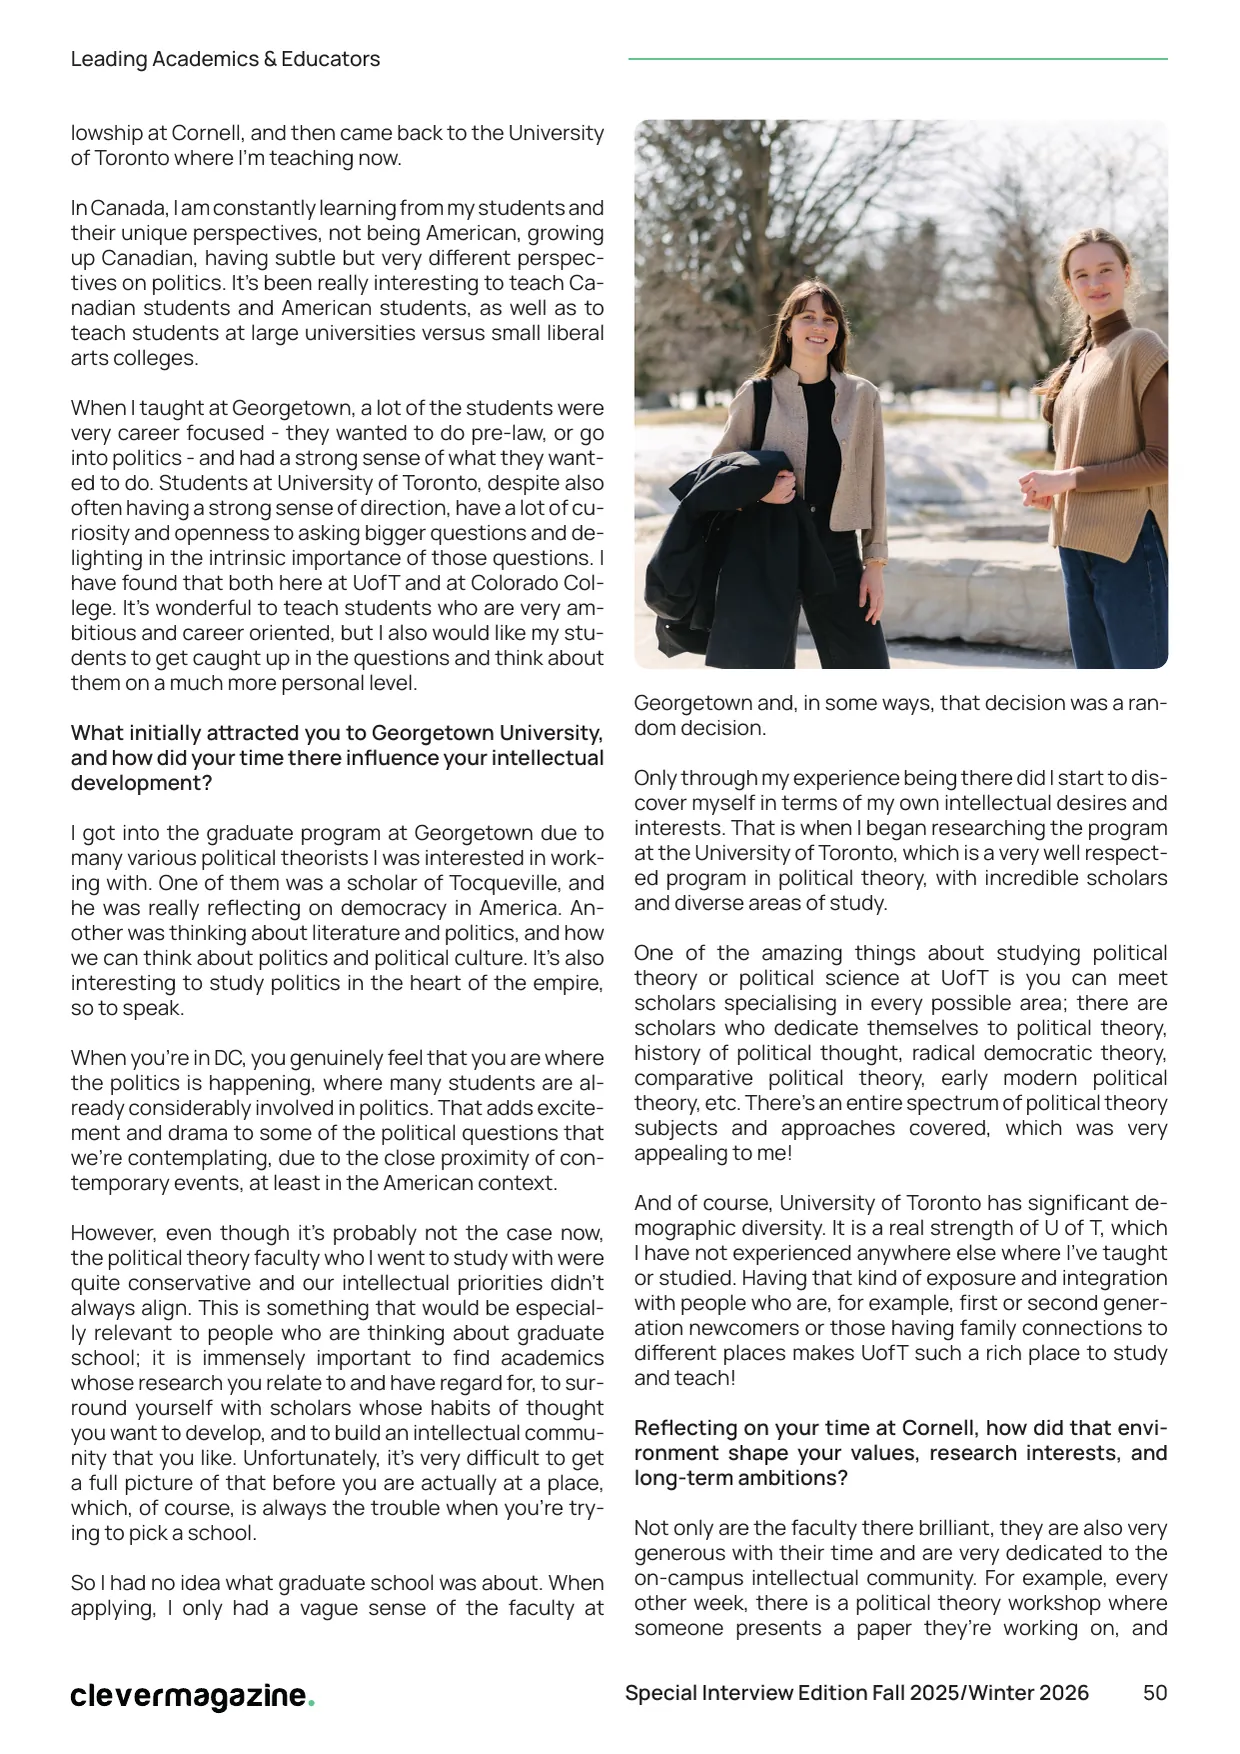 Leading Academics & Educators
lowship at Cornell, and then came back to the University
of Toronto where I'm teaching now.
In Canada, I am constantly learning from my students and
their unique perspectives, not being American, growing
up Canadian, having subtle but very different perspec-
tives on politics. It's been really interesting to teach Ca-
nadian students and American students, as well as to
teach students at large universities versus small liberal
arts colleges.
When I taught at Georgetown, a lot of the students were
very career focused - they wanted to do pre-law, or go
into politics - and had a strong sense of what they want-
ed to do. Students at University of Toronto, despite also
often having a strong sense of direction, have a lot of cu-
riosity and openness to asking bigger questions and de-
lighting in the intrinsic importance of those questions. I
have found that both here at UofT and at Colorado Col-
lege. It's wonderful to teach students who are very am-
bitious and career oriented, but I also would like my stu-
dents to get caught up in the questions and think about
them on a much more personal level.
What initially attracted you to Georgetown University,
and how did your time there influence your intellectual
development?
I got into the graduate program at Georgetown due to
many various political theorists I was interested in work-
ing with. One of them was a scholar of Tocqueville, and
he was really reflecting on democracy in America. An-
other was thinking about literature and politics, and how
we can think about politics and political culture. It's also
interesting to study politics in the heart of the empire,
so to speak.
When you're in DC, you genuinely feel that you are where
the politics is happening, where many students are al-
ready considerably involved in politics. That adds excite-
ment and drama to some of the political questions that
we're contemplating, due to the close proximity of con-
temporary events, at least in the American context.
However, even though it's probably not the case now,
the political theory faculty who I went to study with were
quite conservative and our intellectual priorities didn't
always align. This is something that would be especial-
ly relevant to people who are thinking about graduate
school; it is immensely important to find academics
whose research you relate to and have regard for, to sur-
round yourself with scholars whose habits of thought
you want to develop, and to build an intellectual commu-
nity that you like. Unfortunately, it's very difficult to get
a full picture of that before you are actually at a place,
which, of course, is always the trouble when you're try-
ing to pick a school.
So I had no idea what graduate school was about. When
applying, I only had a vague sense of the faculty at
Georgetown and, in some ways, that decision was a ran-
dom decision.
Only through my experience being there did I start to dis-
cover myself in terms of my own intellectual desires and
interests. That is when I began researching the program
at the University of Toronto, which is a very well respect-
ed program in political theory, with incredible scholars
and diverse areas of study.
One of the amazing things about studying political
theory or political science at UofT is you can meet
scholars specialising in every possible area; there are
scholars who dedicate themselves to political theory,
history of political thought, radical democratic theory,
comparative political theory, early modern political
theory, etc. There's an entire spectrum of political theory
subjects and approaches covered, which was very
appealing to me!
And of course, University of Toronto has significant de-
mographic diversity. It is a real strength of U of T, which
I have not experienced anywhere else where I've taught
or studied. Having that kind of exposure and integration
with people who are, for example, first or second gener-
ation newcomers or those having family connections to
different places makes UofT such a rich place to study
and teach!
Reflecting on your time at Cornell, how did that envi-
ronment shape your values, research interests, and
long-term ambitions?
Not only are the faculty there brilliant, they are also very
generous with their time and are very dedicated to the
on-campus intellectual community. For example, every
other week, there is a political theory workshop where
someone presents a paper they're working on, and
clevermagazine.
Special Interview Edition Fall 2025/Winter 2026 50